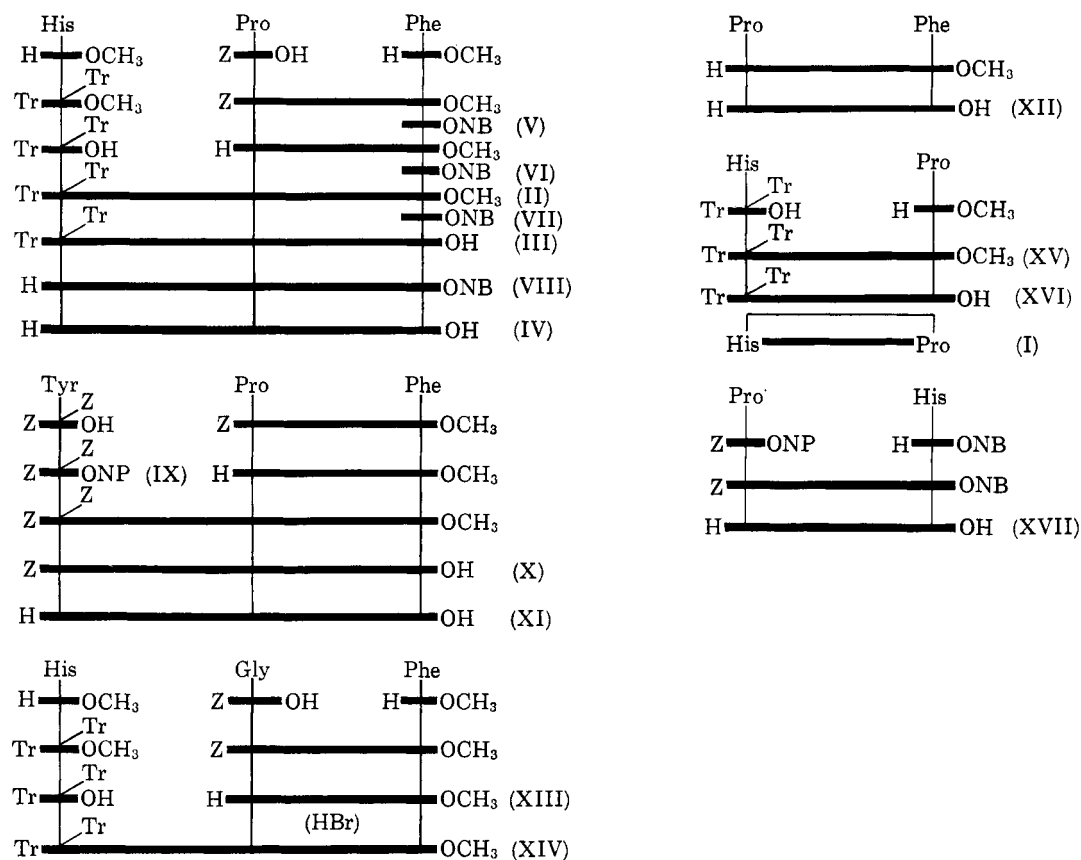 His Pro Phe
H OCH₃ Z OH H OCH₃
Tr
Tr OCH₃ Z OCH₃
ONB (V)
Tr
Tr OH H OCH₃
ONB (VI)
Tr
Tr OCH₃ (II)
ONB (VII)
Tr
Tr OH (III)
H ONB (VIII)
H OH (IV)
Tyr Pro Phe
Z
Z OH Z OCH₃
Z
Z ONP (IX) H OCH₃
Z
Z OCH₃
Z OH (X)
H OH (XI)
His Gly Phe
H OCH₃ Z OH H OCH₃
Tr
Tr OCH₃ Z OCH₃
Tr
Tr OH H OCH₃ (XIII)
(HBr)
Tr
Tr OCH₃ (XIV)
Pro Phe
H OCH₃
H OH (XII)
His Pro
Tr
Tr OH H OCH₃
Tr
Tr OCH₃ (XV)
Tr
Tr OH (XVI)
His Pro (I)
Pro His
Z ONP H ONB
Z ONB
H OH (XVII)